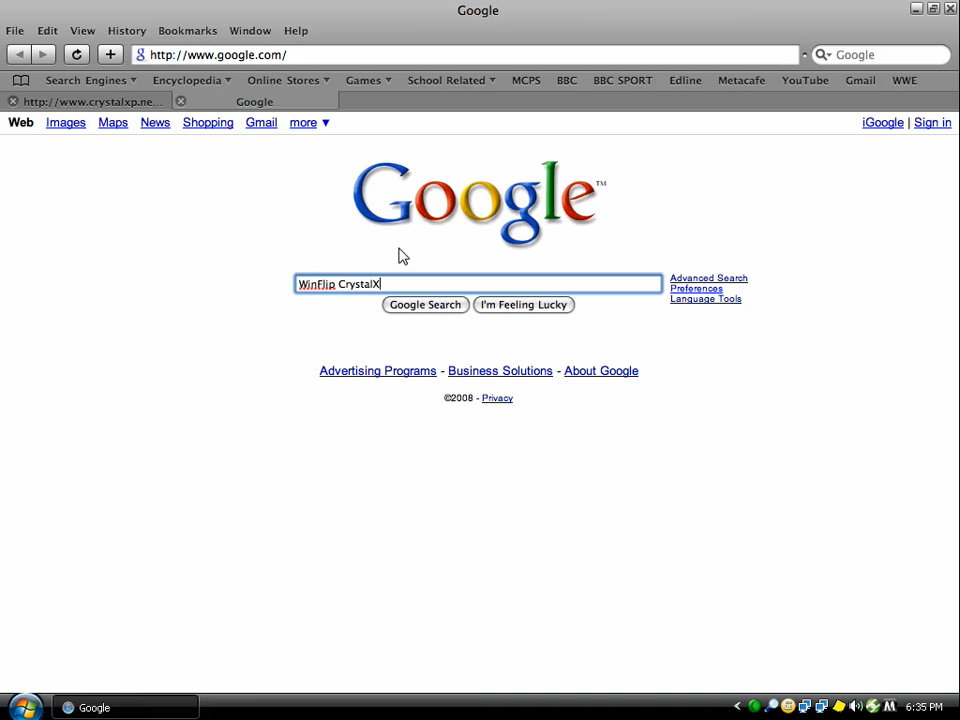 Google
File Edit View History Bookmarks Window Help
http://www.google.com/ Google
Search Engines Encyclopedia Online Stores Games School Related MCPS BBC BBC SPORT Edline Metacafe YouTube Gmail WWE
http://www.crystalxp.ne... Google
Web Images Maps News Shopping Gmail more iGoogle | Sign in
Google™
WinFlip CrystalX Advanced Search
Preferences
Language Tools
Google Search I'm Feeling Lucky
Advertising Programs - Business Solutions - About Google
©2008 - Privacy
Google 6:35 PM